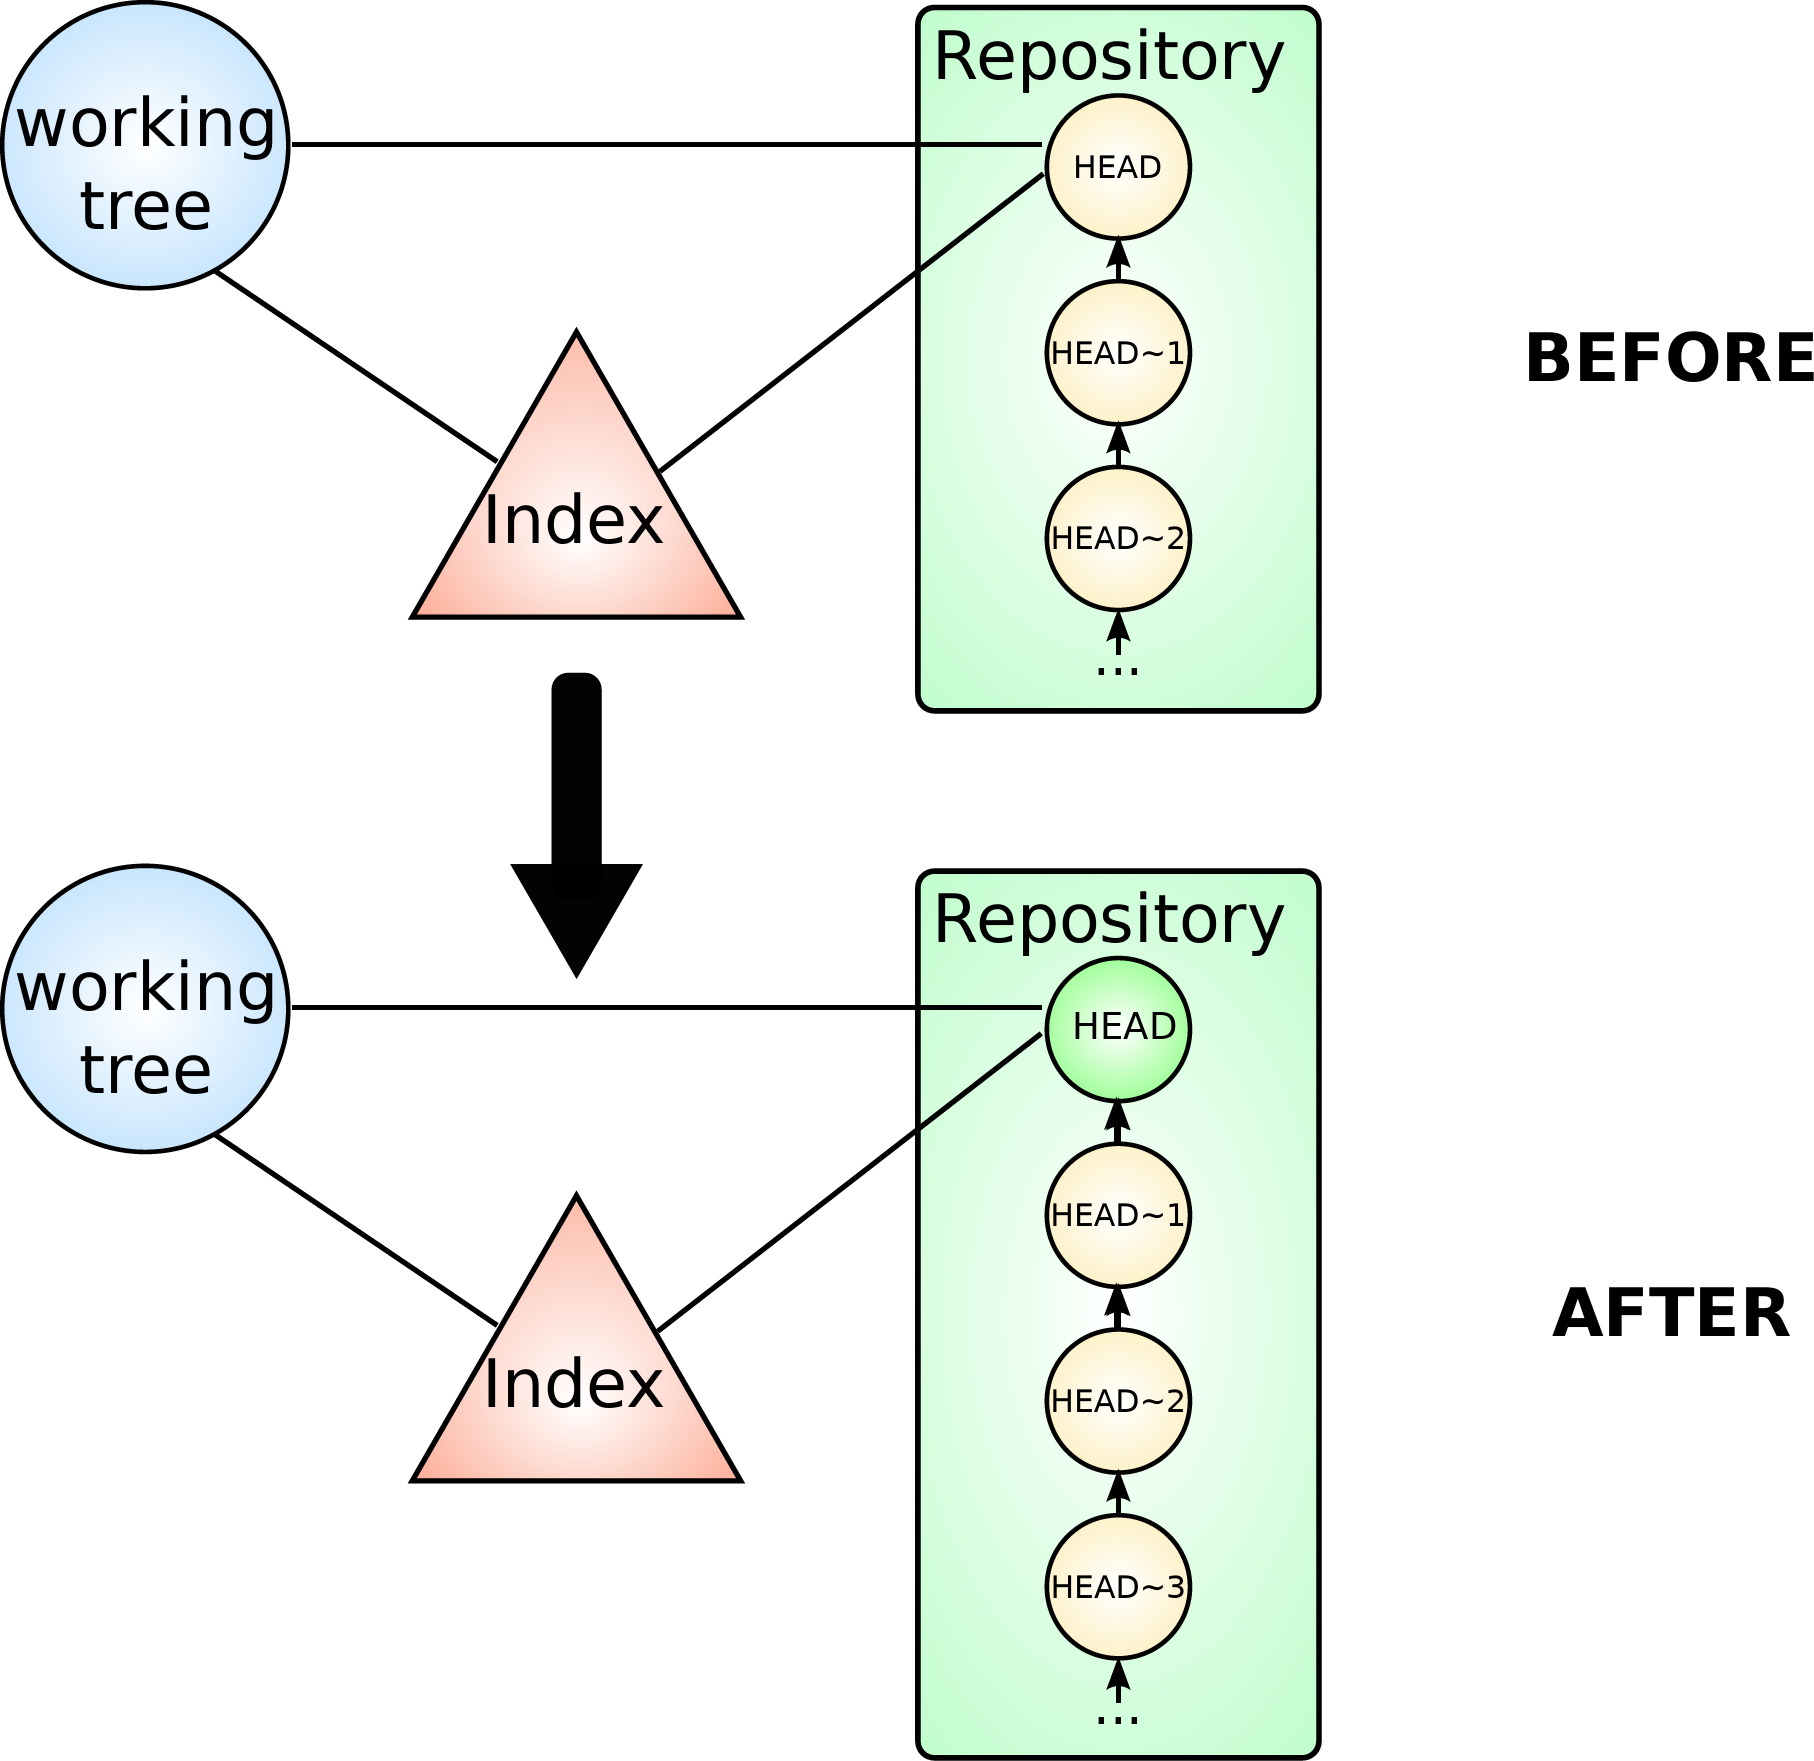 working
tree
Repository
HEAD
HEAD~1
HEAD~2
...
Index
BEFORE
working
tree
Repository
HEAD
HEAD~1
HEAD~2
HEAD~3
...
Index
AFTER